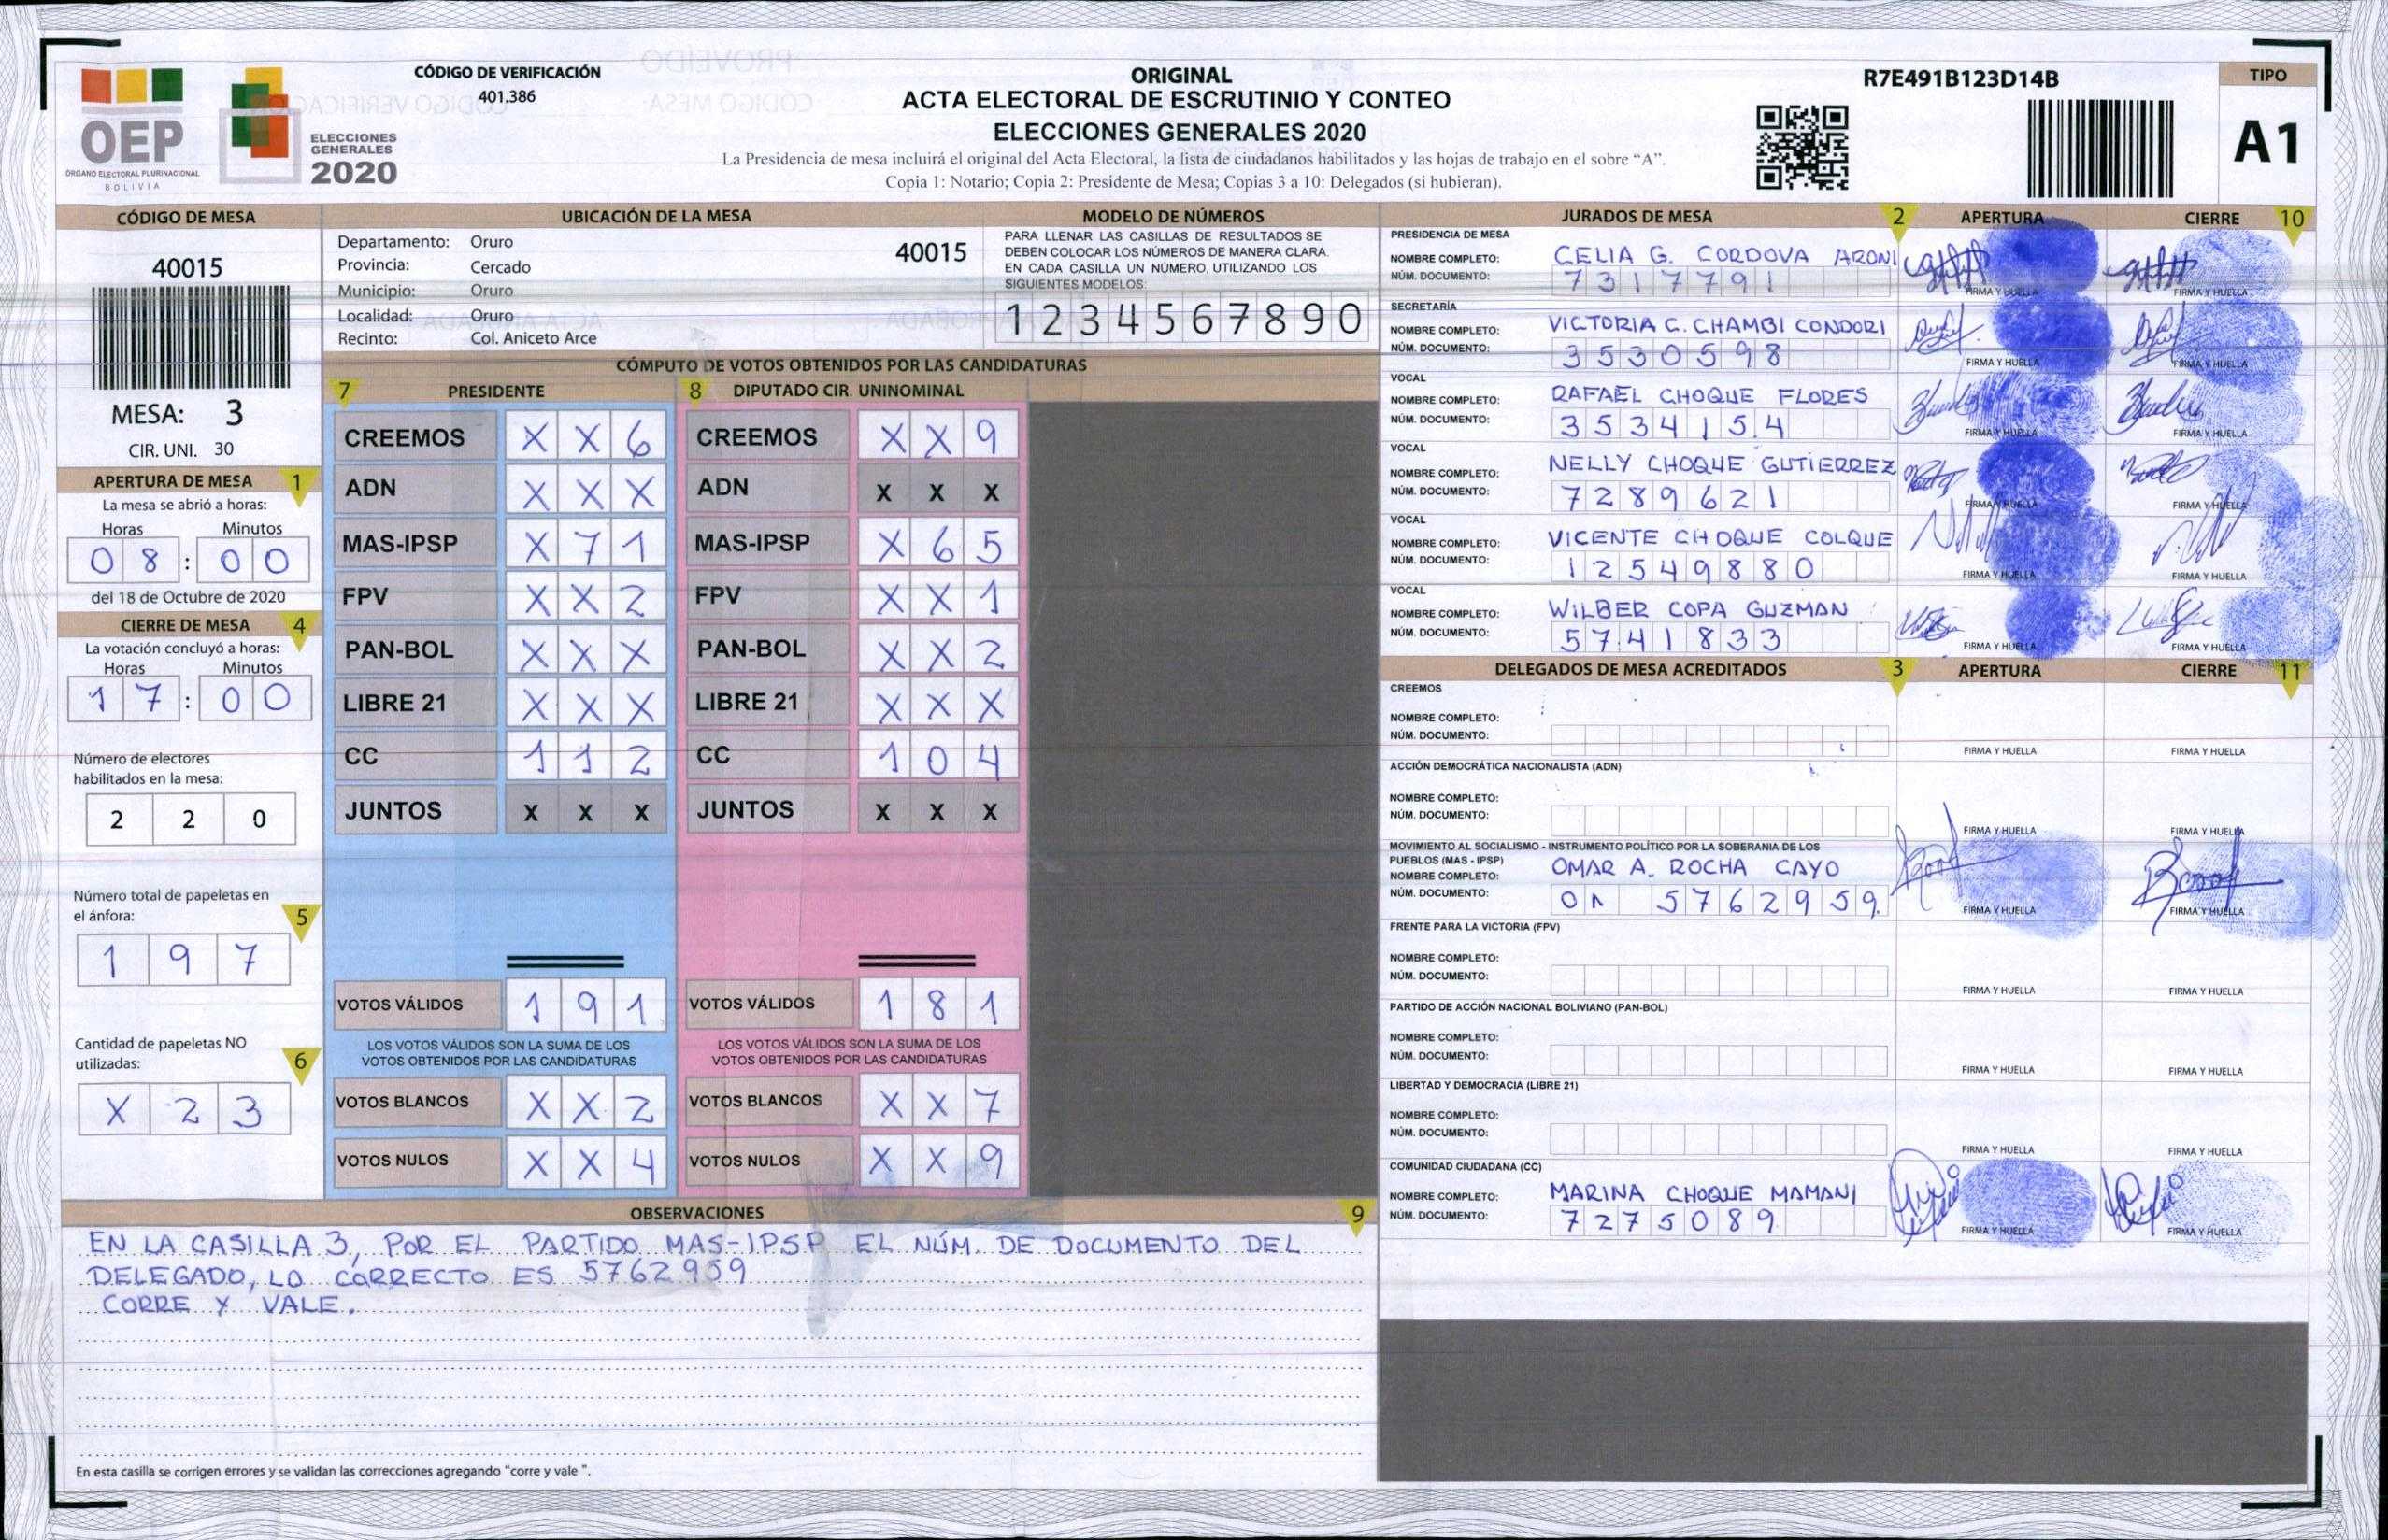 CÓDIGO DE VERIFICACIÓN
401.386
OEP
ÓRGANO ELECTORAL PLURINACIONAL
BOLIVIA
ELECCIONES
GENERALES
2020
ORIGINAL
ACTA ELECTORAL DE ESCRUTINIO Y CONTEO
ELECCIONES GENERALES 2020
La Presidencia de mesa incluirá el original del Acta Electoral, la lista de ciudadanos habilitados y las hojas de trabajo en el sobre “A”.
Copia 1: Notario; Copia 2: Presidente de Mesa; Copias 3 a 10: Delegados (si hubieran).
R7E491B123D14B
TIPO
A1
CÓDIGO DE MESA
40015
MESA: 3
CIR. UNI. 30
APERTURA DE MESA 1
La mesa se abrió a horas:
Horas Minutos
08 : 00
del 18 de Octubre de 2020
CIERRE DE MESA 4
La votación concluyó a horas:
Horas Minutos
17 : 00
Número de electores
habilitados en la mesa:
2 2 0
Número total de papeletas en
el ánfora: 5
1 9 7
Cantidad de papeletas NO
utilizadas: 6
X 2 3
UBICACIÓN DE LA MESA
Departamento: Oruro 40015
Provincia: Cercado
Municipio: Oruro
Localidad: Oruro
Recinto: Col. Aniceto Arce
MODELO DE NÚMEROS
PARA LLENAR LAS CASILLAS DE RESULTADOS SE
DEBEN COLOCAR LOS NÚMEROS DE MANERA CLARA.
EN CADA CASILLA UN NÚMERO, UTILIZANDO LOS
SIGUIENTES MODELOS:
1 2 3 4 5 6 7 8 9 0
CÓMPUTO DE VOTOS OBTENIDOS POR LAS CANDIDATURAS
7 PRESIDENTE 8 DIPUTADO CIR. UNINOMINAL
CREEMOS X X 6 CREEMOS X X 9
ADN X X X ADN X X X
MAS-IPSP X 7 1 MAS-IPSP X 6 5
FPV X X 2 FPV X X 1
PAN-BOL X X X PAN-BOL X X 2
LIBRE 21 X X X LIBRE 21 X X X
CC 1 1 2 CC 1 0 4
JUNTOS X X X JUNTOS X X X
VOTOS VÁLIDOS 1 9 1 VOTOS VÁLIDOS 1 8 1
LOS VOTOS VÁLIDOS SON LA SUMA DE LOS LOS VOTOS VÁLIDOS SON LA SUMA DE LOS
VOTOS OBTENIDOS POR LAS CANDIDATURAS VOTOS OBTENIDOS POR LAS CANDIDATURAS
VOTOS BLANCOS X X 2 VOTOS BLANCOS X X 7
VOTOS NULOS X X 4 VOTOS NULOS X X 9
OBSERVACIONES 9
EN LA CASILLA 3, POR EL PARTIDO MAS-IPSP EL NÚM. DE DOCUMENTO DEL
DELEGADO, LO CORRECTO ES 5762959
CORRE Y VALE.
En esta casilla se corrigen errores y se validan las correcciones agregando "corre y vale ".
JURADOS DE MESA 2 APERTURA CIERRE 10
PRESIDENCIA DE MESA
NOMBRE COMPLETO: CELIA G. CORDOVA ARONI
NÚM. DOCUMENTO: 7317791
FIRMA Y HUELLA FIRMA Y HUELLA
SECRETARÍA
NOMBRE COMPLETO: VICTORIA C. CHAMBI CONDORI
NÚM. DOCUMENTO: 3530598
FIRMA Y HUELLA FIRMA Y HUELLA
VOCAL
NOMBRE COMPLETO: RAFAEL CHOQUE FLORES
NÚM. DOCUMENTO: 3534154
FIRMA Y HUELLA FIRMA Y HUELLA
VOCAL
NOMBRE COMPLETO: NELLY CHOQUE GUTIERREZ
NÚM. DOCUMENTO: 7289621
FIRMA Y HUELLA FIRMA Y HUELLA
VOCAL
NOMBRE COMPLETO: VICENTE CHOQUE COLQUE
NÚM. DOCUMENTO: 12549880
FIRMA Y HUELLA FIRMA Y HUELLA
VOCAL
NOMBRE COMPLETO: WILBER COPA GUZMAN
NÚM. DOCUMENTO: 5741833
FIRMA Y HUELLA FIRMA Y HUELLA
DELEGADOS DE MESA ACREDITADOS 3 APERTURA CIERRE 11
CREEMOS
NOMBRE COMPLETO:
NÚM. DOCUMENTO:
FIRMA Y HUELLA FIRMA Y HUELLA
ACCIÓN DEMOCRÁTICA NACIONALISTA (ADN)
NOMBRE COMPLETO:
NÚM. DOCUMENTO:
FIRMA Y HUELLA FIRMA Y HUELLA
MOVIMIENTO AL SOCIALISMO - INSTRUMENTO POLÍTICO POR LA SOBERANIA DE LOS
PUEBLOS (MAS - IPSP)
NOMBRE COMPLETO: OMAR A. ROCHA CAYO
NÚM. DOCUMENTO: 5762959
FIRMA Y HUELLA FIRMA Y HUELLA
FRENTE PARA LA VICTORIA (FPV)
NOMBRE COMPLETO:
NÚM. DOCUMENTO:
FIRMA Y HUELLA FIRMA Y HUELLA
PARTIDO DE ACCIÓN NACIONAL BOLIVIANO (PAN-BOL)
NOMBRE COMPLETO:
NÚM. DOCUMENTO:
FIRMA Y HUELLA FIRMA Y HUELLA
LIBERTAD Y DEMOCRACIA (LIBRE 21)
NOMBRE COMPLETO:
NÚM. DOCUMENTO:
FIRMA Y HUELLA FIRMA Y HUELLA
COMUNIDAD CIUDADANA (CC)
NOMBRE COMPLETO: MARINA CHOQUE MAMANI
NÚM. DOCUMENTO: 7275089
FIRMA Y HUELLA FIRMA Y HUELLA